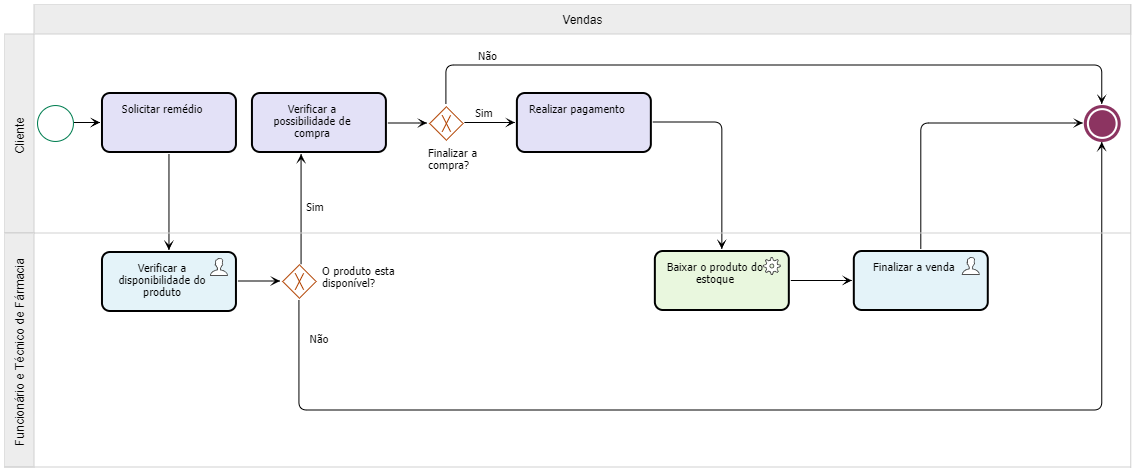 Vendas
Cliente
Não
Solicitar remédio
Verificar a
possibilidade de
compra
Sim
Finalizar a
compra?
Realizar pagamento
Sim
Funcionário e Técnico de Fármacia
Verificar a
disponibilidade do
produto
O produto esta
disponível?
Não
Baixar o produto do
estoque
Finalizar a venda